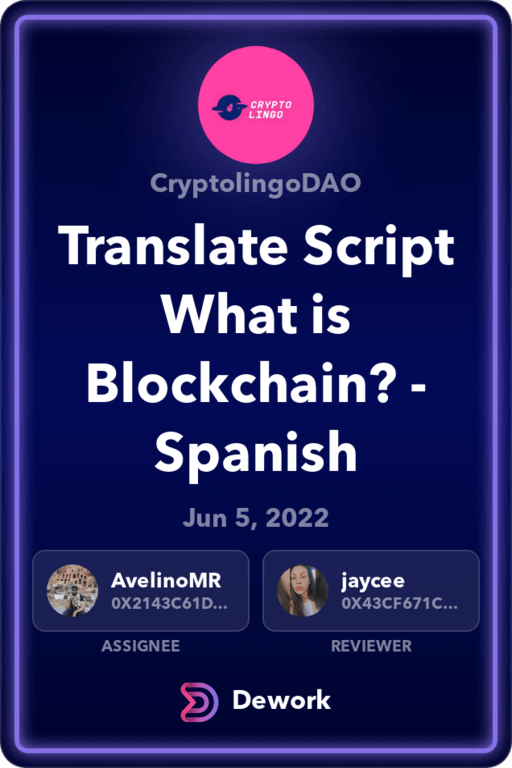 CRYPTO
LINGO
CryptolingoDAO
Translate Script
What is
Blockchain? -
Spanish
Jun 5, 2022
AvelinoMR
0X2143C61D...
jaycee
0X43CF671C...
ASSIGNEE
REVIEWER
Dework